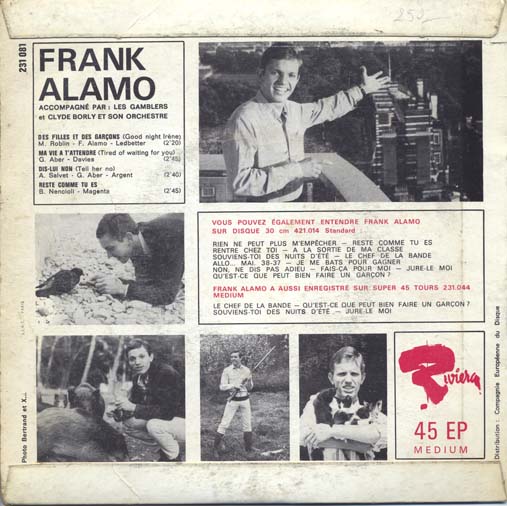 252
231 081
FRANK
ALAMO
ACCOMPAGNÉ PAR : LES GAMBLERS
et CLYDE BORLY ET SON ORCHESTRE
DES FILLES ET DES GARÇONS (Good night Irène)
M. Roblin - F. Alamo - Ledbetter (2'20)
MA VIE A T'ATTENDRE (Tired of waiting for you)
G. Aber - Davies (2'45)
DIS-LUI NON (Tell her no)
A. Salvet - G. Aber - Argent (2'40)
RESTE COMME TU ES
B. Nencioli - Magenta (2'45)
VOUS POUVEZ ÉGALEMENT ENTENDRE FRANK ALAMO
SUR DISQUE 30 cm 421.014 Standard :
RIEN NE PEUT PLUS M'EMPÊCHER — RESTE COMME TU ES
RENTRE CHEZ TOI — A LA SORTIE DE MA CLASSE
SOUVIENS-TOI DES NUITS D'ÉTÉ — LE CHEF DE LA BANDE
ALLO... MAI. 38-37 — JE ME BATS POUR GAGNER
NON, NE DIS PAS ADIEU — FAIS-ÇA POUR MOI — JURE-LE MOI
QU'EST-CE QUE PEUT BIEN FAIRE UN GARÇON ?
FRANK ALAMO A AUSSI ENREGISTRE SUR SUPER 45 TOURS 231.044
MEDIUM
LE CHEF DE LA BANDE — QU'EST-CE QUE PEUT BIEN FAIRE UN GARÇON ?
SOUVIENS-TOI DES NUITS D'ÉTÉ — JURE-LE MOI
Riviera
45 EP
MEDIUM
Photo Bertrand et X...
Distribution : Compagnie Européenne du Disque